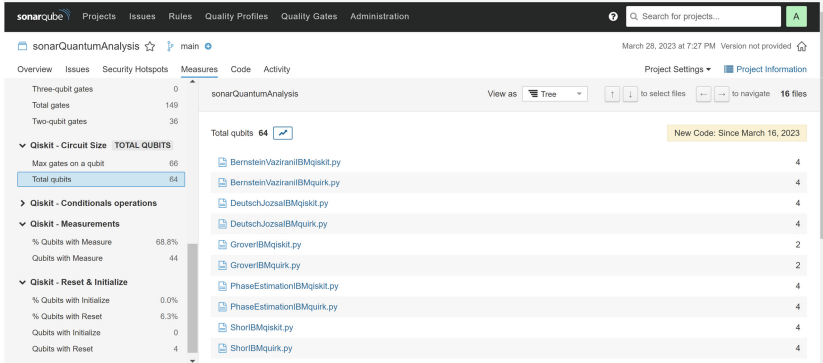 sonarqube Projects Issues Rules Quality Profiles Quality Gates Administration ? Search for projects... A
sonarQuantumAnalysis main March 28, 2023 at 7:27 PM Version not provided
Overview Issues Security Hotspots Measures Code Activity Project Settings Project Information
Three-qubit gates 0
Total gates 149
Two-qubit gates 36
Qiskit - Circuit Size TOTAL QUBITS
Max gates on a qubit 66
Total qubits 64
Qiskit - Conditionals operations
Qiskit - Measurements
% Qubits with Measure 68.8%
Qubits with Measure 44
Qiskit - Reset & Initialize
% Qubits with Initialize 0.0%
% Qubits with Reset 6.3%
Qubits with Initialize 0
Qubits with Reset 4
sonarQuantumAnalysis View as Tree ↑ ↓ to select files ← → to navigate 16 files
Total qubits 64 New Code: Since March 16, 2023
BernsteinVaziraniIBMqiskit.py 4
BernsteinVaziraniIBMquirk.py 4
DeutschJozsaIBMqiskit.py 4
DeutschJozsaIBMquirk.py 4
GroverIBMqiskit.py 2
GroverIBMquirk.py 2
PhaseEstimationIBMqiskit.py 4
PhaseEstimationIBMquirk.py 4
ShorIBMqiskit.py 4
ShorIBMquirk.py 4